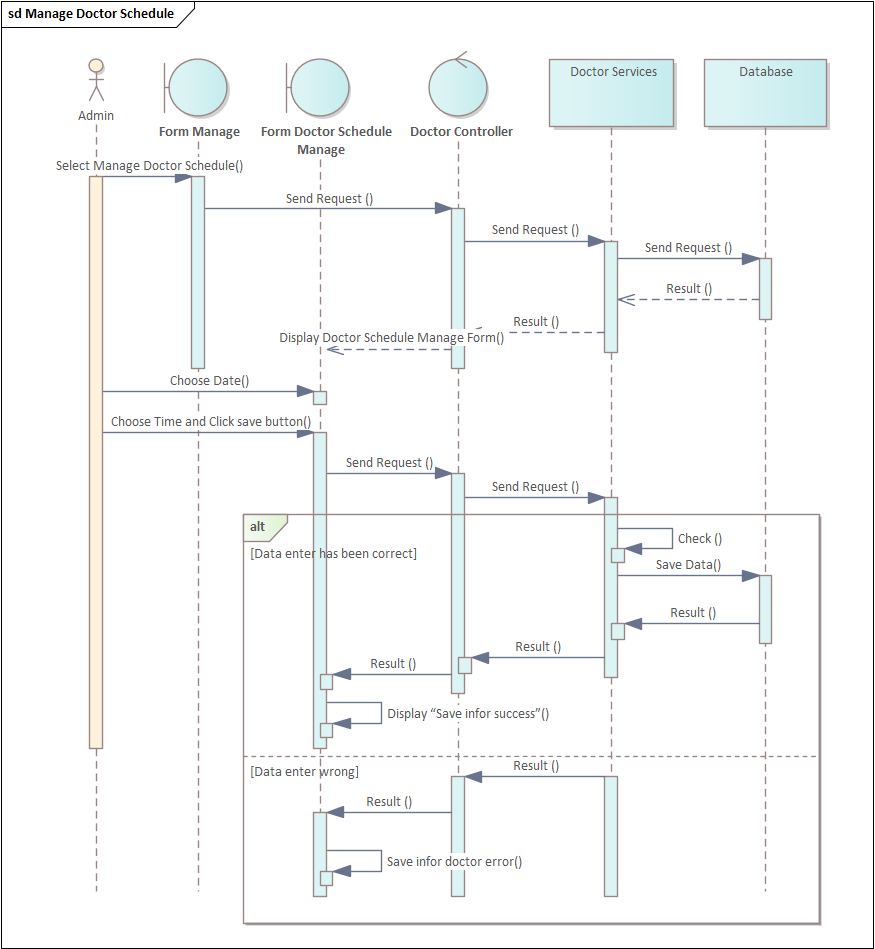 sd Manage Doctor Schedule
Admin
Form Manage
Form Doctor Schedule
Manage
Doctor Controller
Doctor Services
Database
Select Manage Doctor Schedule()
Send Request ()
Send Request ()
Send Request ()
Result ()
Result ()
Display Doctor Schedule Manage Form()
Choose Date()
Choose Time and Click save button()
Send Request ()
Send Request ()
alt
[Data enter has been correct]
Check ()
Save Data()
Result ()
Result ()
Result ()
Display “Save infor success”()
[Data enter wrong]
Result ()
Result ()
Save infor doctor error()